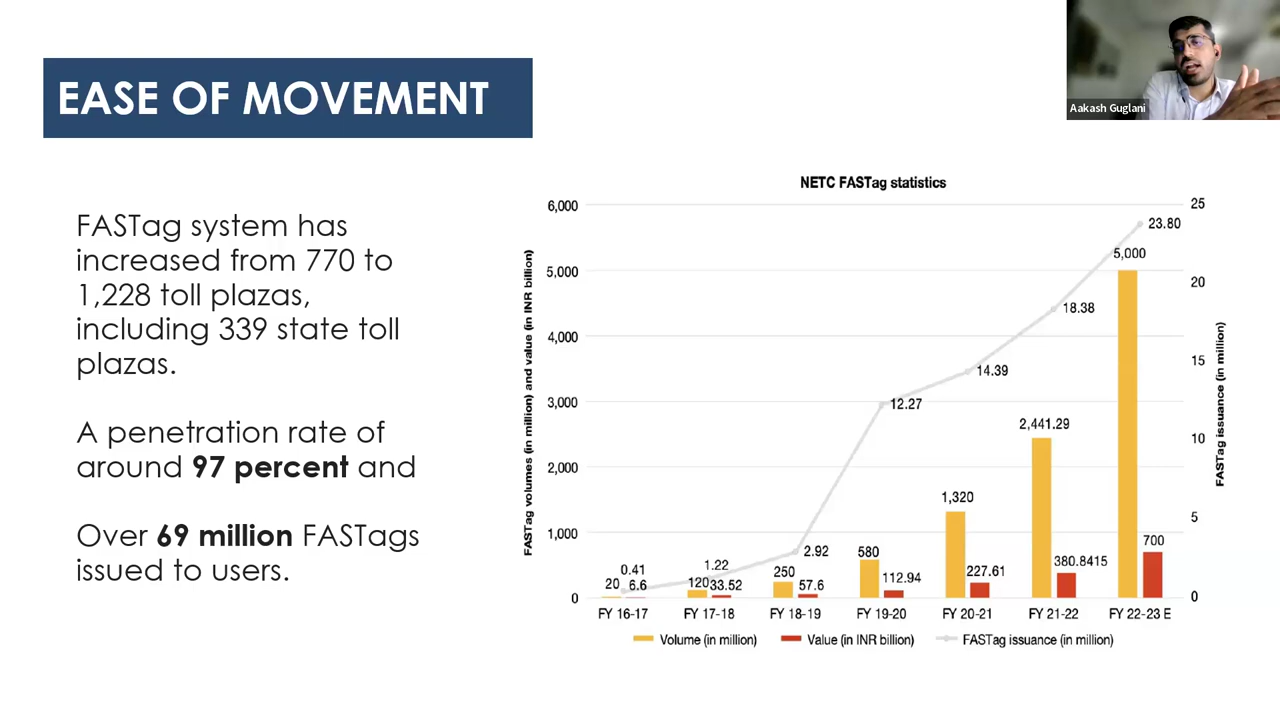 EASE OF MOVEMENT
Aakash Guglani
FASTag system has
increased from 770 to
1,228 toll plazas,
including 339 state toll
plazas.
A penetration rate of
around 97 percent and
Over 69 million FASTags
issued to users.
NETC FASTag statistics
FASTag volumes (in million) and value (in INR billion)
6,000
5,000
4,000
3,000
2,000
1,000
0
20
0.41
6.6
120
1.22
33.52
250
2.92
57.6
580
12.27
112.94
1,320
14.39
227.61
2,441.29
18.38
380.8415
5,000
23.80
700
25
20
15
10
5
0
FASTag issuance (in million)
FY 16-17 FY 17-18 FY 18-19 FY 19-20 FY 20-21 FY 21-22 FY 22-23 E
Volume (in million) Value (in INR billion) FASTag issuance (in million)